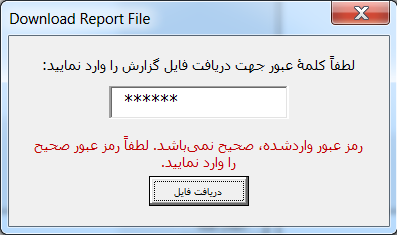 Download Report File
لطفاً کلمۀ عبور جهت دریافت فایل گزارش را وارد نمایید:
******
رمز عبور واردشده، صحیح نمی‌باشد. لطفاً رمز عبور صحیح
را وارد نمایید.
دریافت فایل